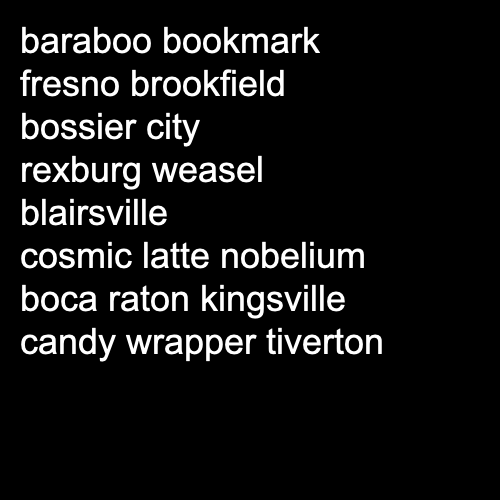 baraboo bookmark
fresno brookfield
bossier city
rexburg weasel
blairsville
cosmic latte nobelium
boca raton kingsville
candy wrapper tiverton